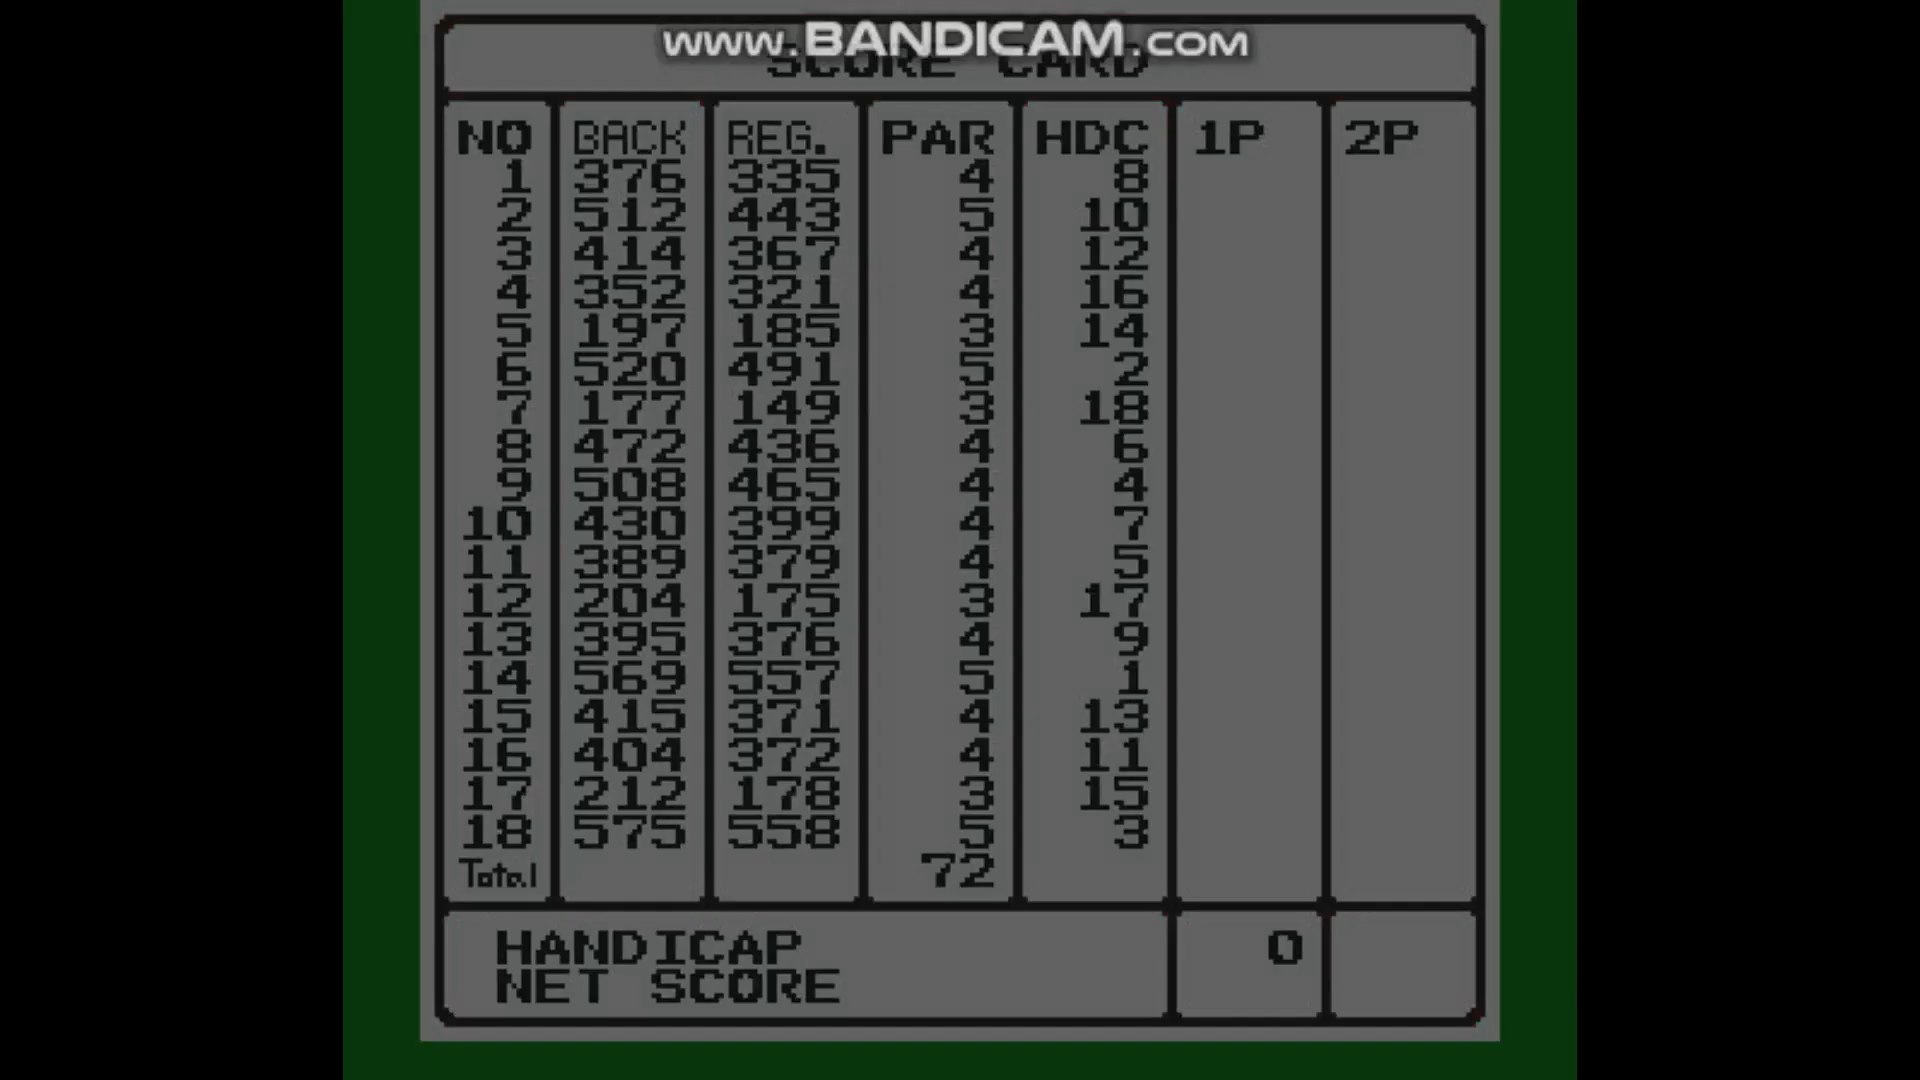 www.BANDICAM.com
SCORE CARD
NO BACK REG. PAR HDC 1P 2P
1 376 335 4 8
2 512 443 5 10
3 414 367 4 12
4 352 321 4 16
5 197 185 3 14
6 520 491 5 2
7 177 149 3 18
8 472 436 4 6
9 508 465 4 4
10 430 399 4 7
11 389 379 4 5
12 204 175 3 17
13 395 376 4 9
14 569 557 5 1
15 415 371 4 13
16 404 372 4 11
17 212 178 3 15
18 575 558 5 3
Total 72
HANDICAP 0
NET SCORE